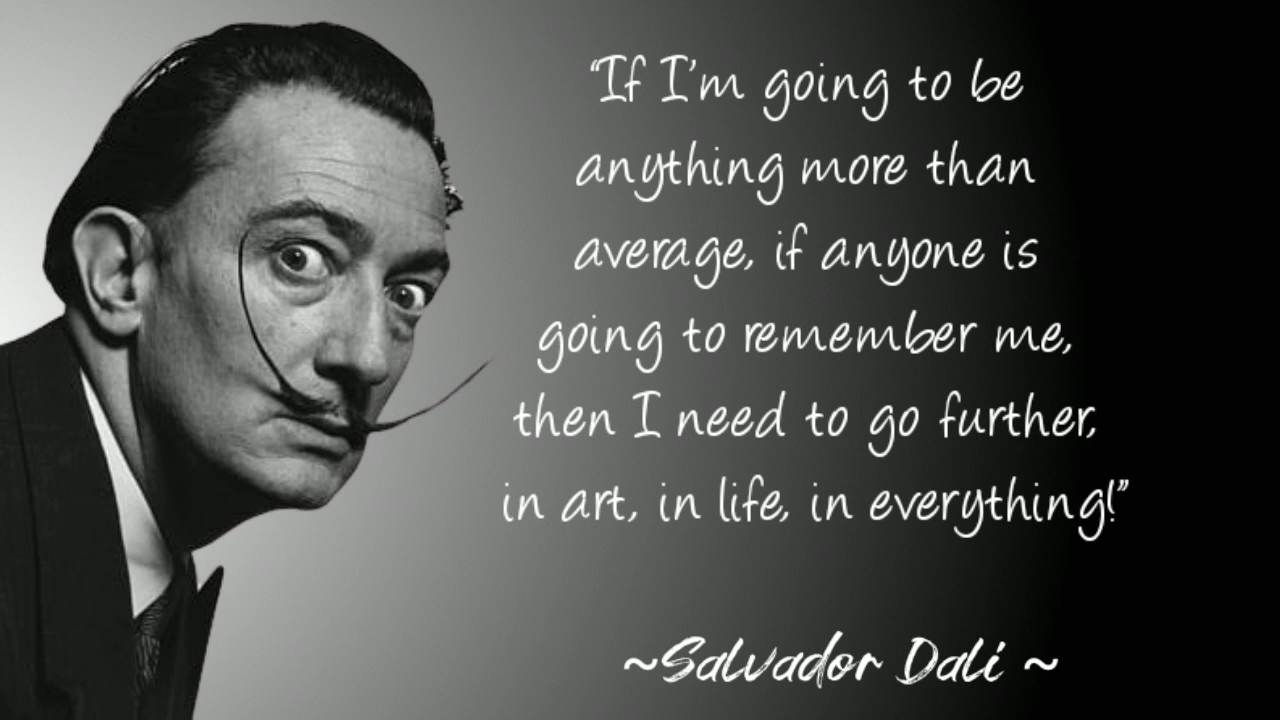 “If I’m going to be
anything more than
average, if anyone is
going to remember me,
then I need to go further,
in art, in life, in everything!”
~Salvador Dali ~